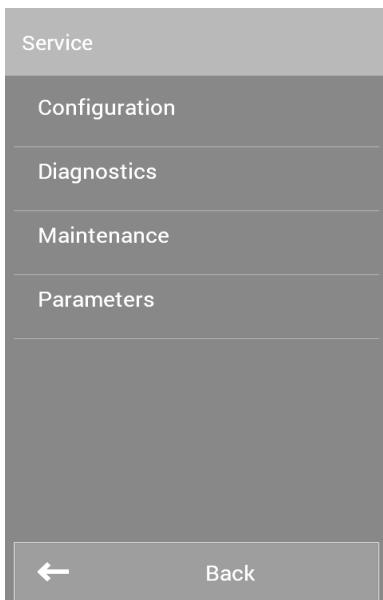 Service
Configuration
Diagnostics
Maintenance
Parameters
Back